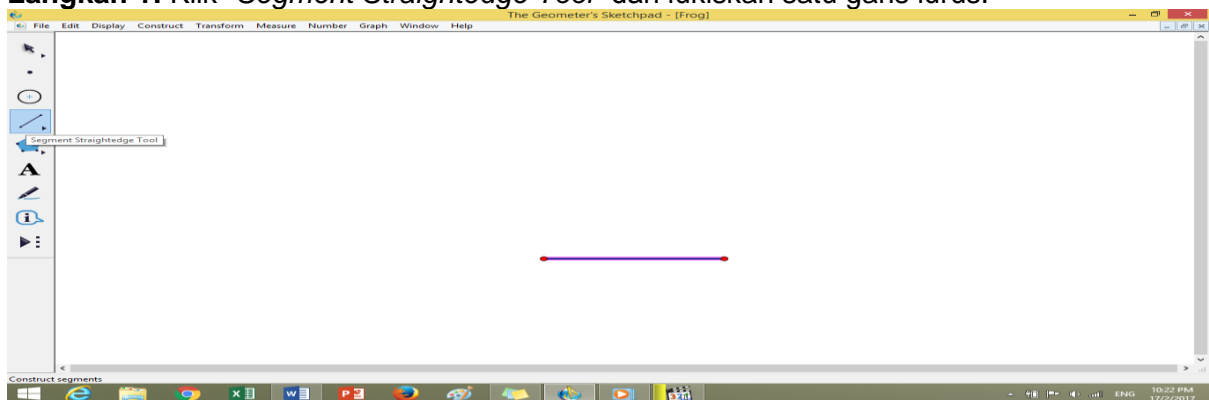 Langkah 1: Klik "Segment Straightedge Tool" dan lukiskan satu garis lurus.
The Geometer's Sketchpad - [Frog]
File Edit Display Construct Transform Measure Number Graph Window Help
Segment Straightedge Tool
A
Construct segments
ENG
10:22 PM
17/2/2017